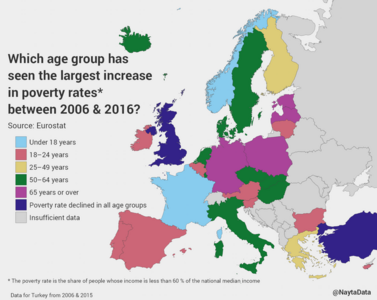 Which age group has
seen the largest increase
in poverty rates*
between 2006 & 2016?
Source: Eurostat
Under 18 years
18–24 years
25–49 years
50–64 years
65 years or over
Poverty rate declined in all age groups
Insufficient data
* The poverty rate is the share of people whose income is less than 60 % of the national median income
Data for Turkey from 2006 & 2015
@NaytaData